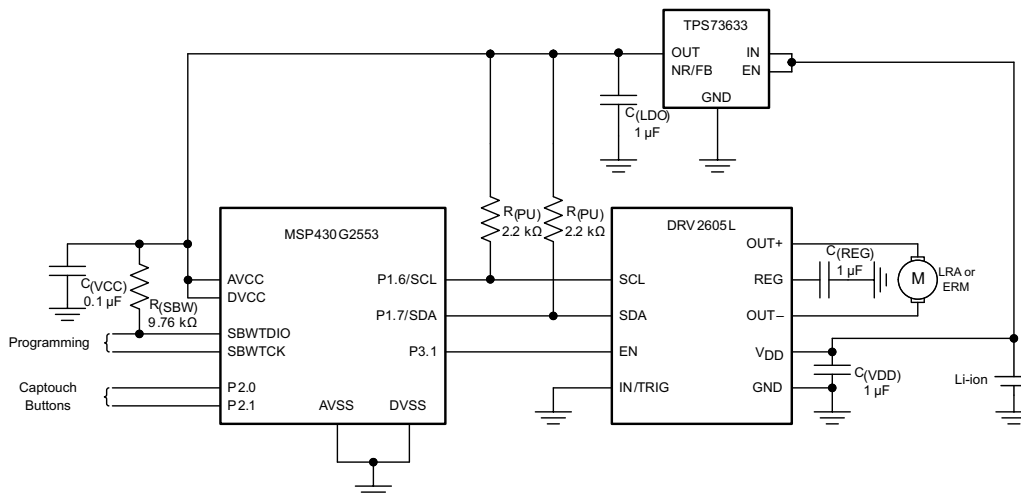 TPS73633
OUT
IN
NR/FB
EN
GND
C(LDO)
1 µF
R(PU)
2.2 kΩ
R(PU)
2.2 kΩ
MSP430G2553
DRV2605L
AVCC
DVCC
SBWTDIO
SBWTCK
P2.0
P2.1
AVSS
DVSS
P1.6/SCL
P1.7/SDA
P3.1
SCL
SDA
EN
IN/TRIG
OUT+
REG
OUT–
VDD
GND
C(REG)
1 µF
M
LRA or
ERM
C(VCC)
0.1 µF
R(SBW)
9.76 kΩ
Programming
Captouch
Buttons
C(VDD)
1 µF
Li-ion